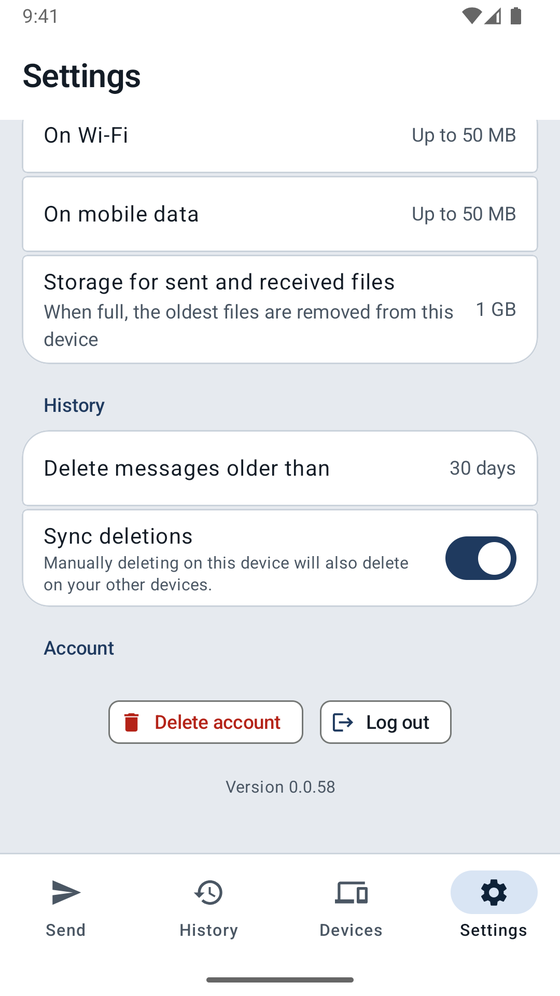 9:41
Settings
On Wi-Fi
Up to 50 MB
On mobile data
Up to 50 MB
Storage for sent and received files
When full, the oldest files are removed from this
device
1 GB
History
Delete messages older than
30 days
Sync deletions
Manually deleting on this device will also delete
on your other devices.
Account
Delete account
Log out
Version 0.0.58
Send
History
Devices
Settings